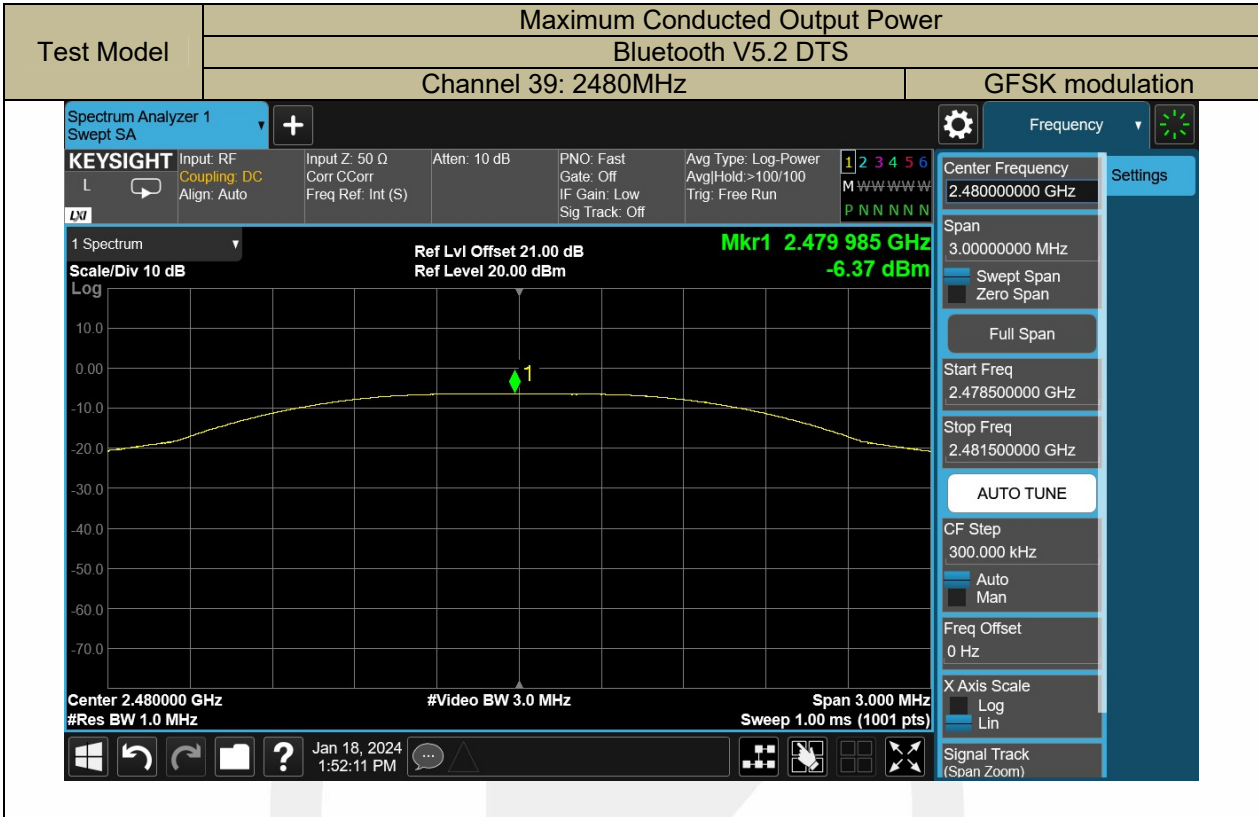 Test Model
Maximum Conducted Output Power
Bluetooth V5.2 DTS
Channel 39: 2480MHz
GFSK modulation
Spectrum Analyzer 1
Swept SA
Frequency
KEYSIGHT
L
LXI
Input: RF
Coupling: DC
Align: Auto
Input Z: 50 Ω
Corr CCorr
Freq Ref: Int (S)
Atten: 10 dB
PNO: Fast
Gate: Off
IF Gain: Low
Sig Track: Off
Avg Type: Log-Power
Avg|Hold:>100/100
Trig: Free Run
1 2 3 4 5 6
M W W W W W
P N N N N N
1 Spectrum
Scale/Div 10 dB
Log
Ref Lvl Offset 21.00 dB
Ref Level 20.00 dBm
Mkr1 2.479 985 GHz
-6.37 dBm
10.0
0.00
1
-10.0
-20.0
-30.0
-40.0
-50.0
-60.0
-70.0
Center 2.480000 GHz
#Res BW 1.0 MHz
#Video BW 3.0 MHz
Span 3.000 MHz
Sweep 1.00 ms (1001 pts)
?
Jan 18, 2024
1:52:11 PM
Center Frequency
2.480000000 GHz
Settings
Span
3.00000000 MHz
Swept Span
Zero Span
Full Span
Start Freq
2.478500000 GHz
Stop Freq
2.481500000 GHz
AUTO TUNE
CF Step
300.000 kHz
Auto
Man
Freq Offset
0 Hz
X Axis Scale
Log
Lin
Signal Track
(Span Zoom)